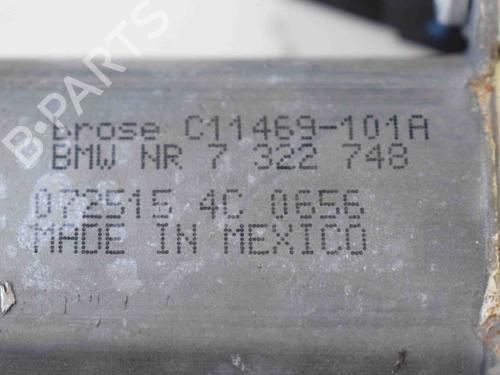 brose C11469-101A
BMW NR 7 322 748
072515 4C 0656
MADE IN MEXICO
B-PARTS